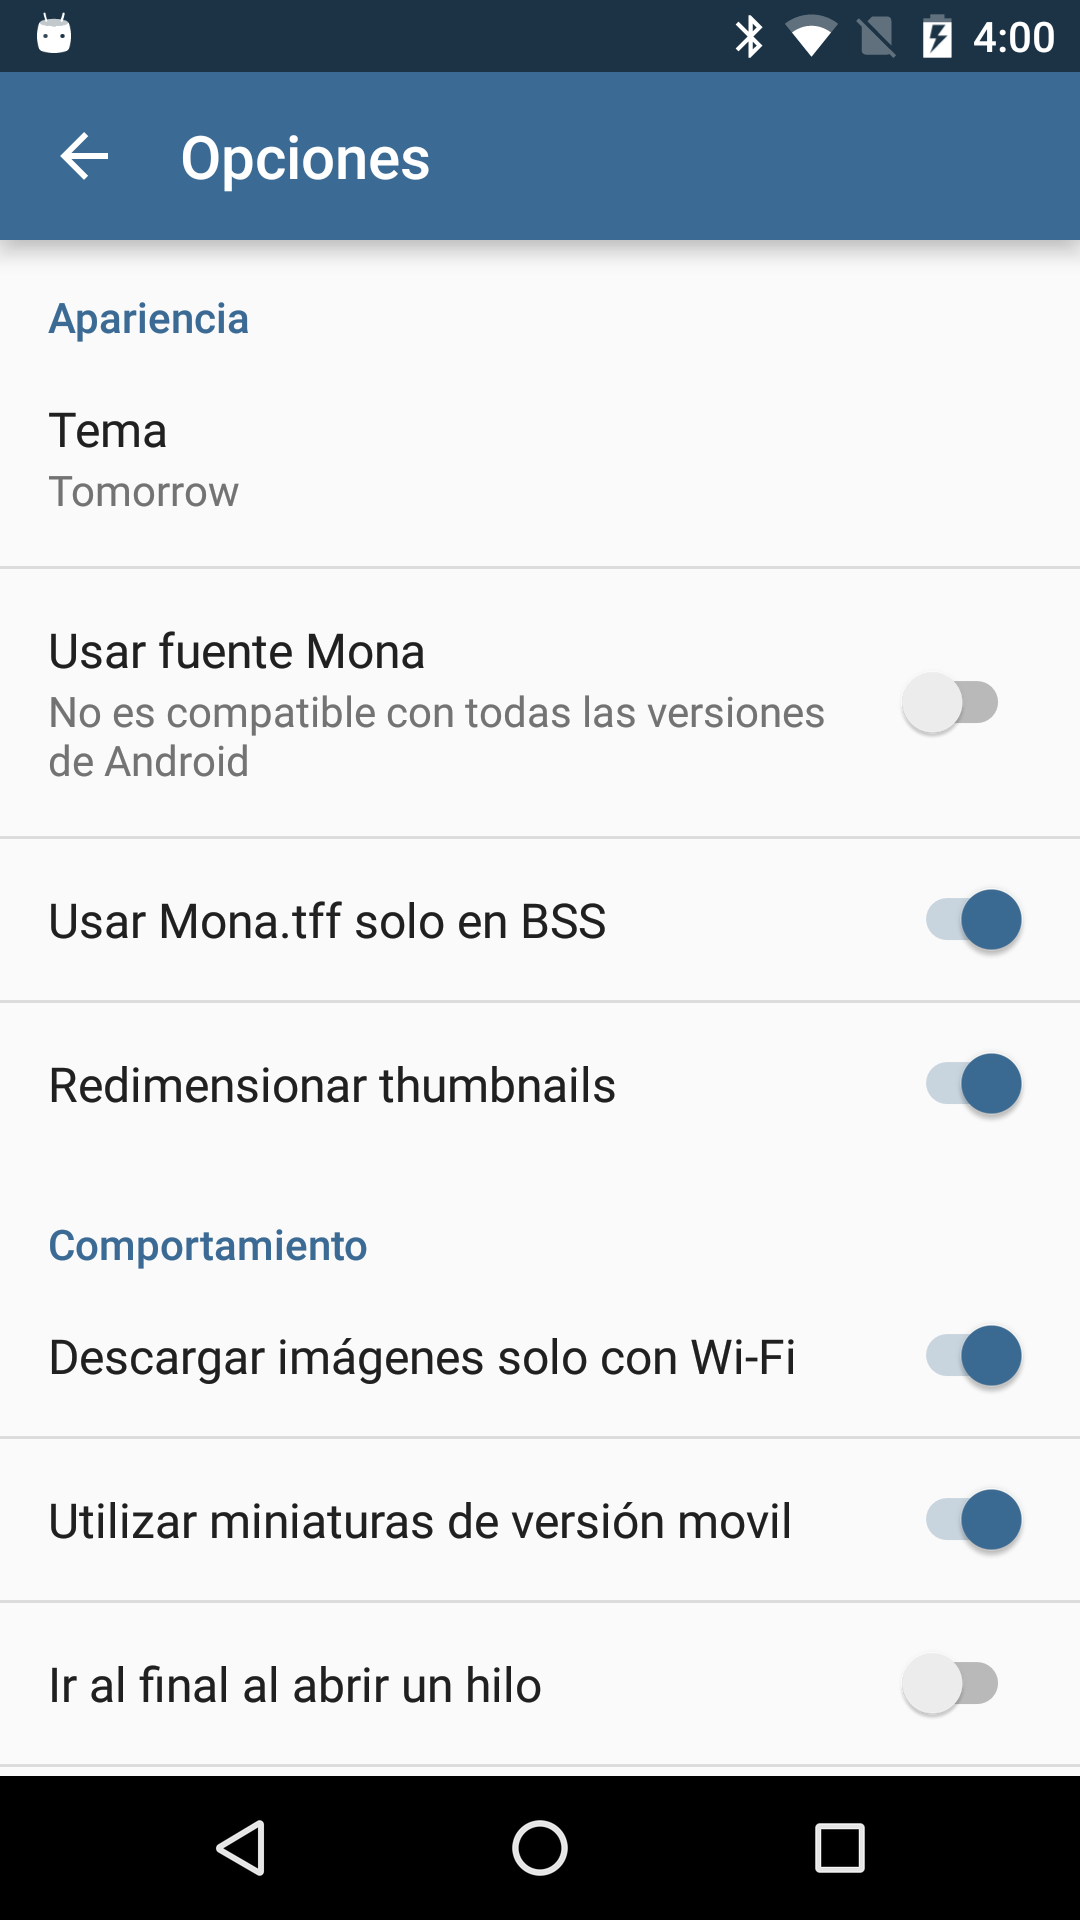 4:00
Opciones
Apariencia
Tema
Tomorrow
Usar fuente Mona
No es compatible con todas las versiones
de Android
Usar Mona.tff solo en BSS
Redimensionar thumbnails
Comportamiento
Descargar imágenes solo con Wi-Fi
Utilizar miniaturas de versión movil
Ir al final al abrir un hilo